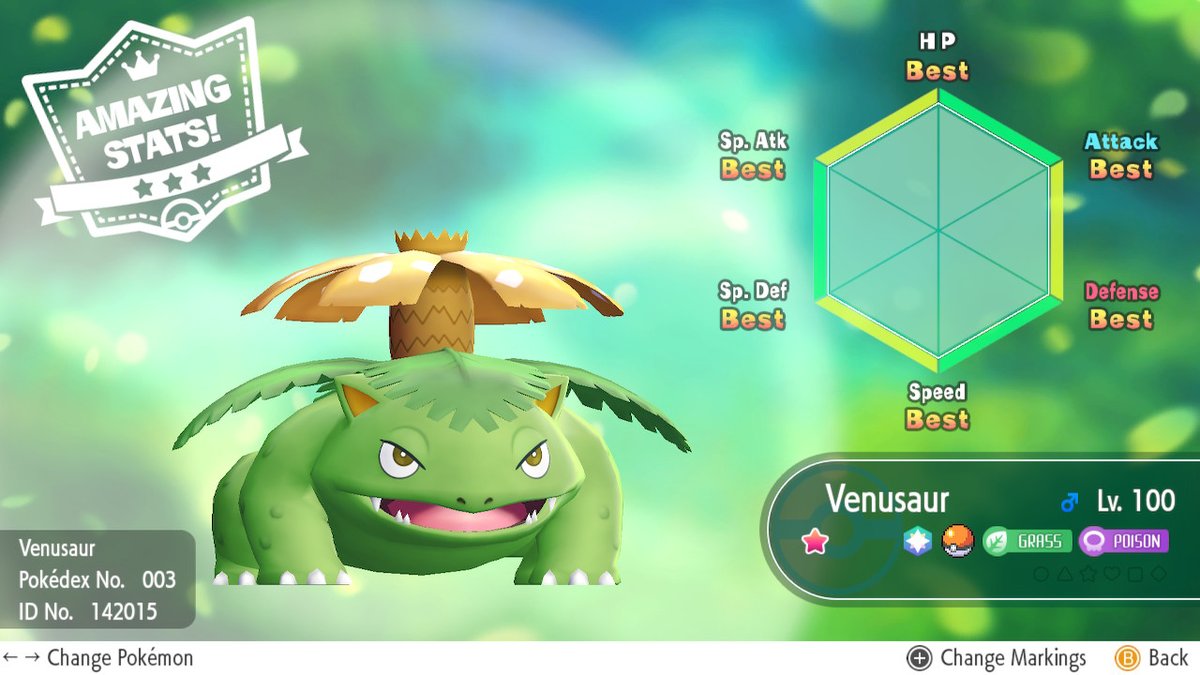 AMAZING
STATS!
HP
Best
Sp. Atk
Best
Attack
Best
Sp. Def
Best
Defense
Best
Speed
Best
Venusaur ♂ Lv. 100
GRASS POISON
Venusaur
Pokédex No. 003
ID No. 142015
← → Change Pokémon
+ Change Markings
B Back